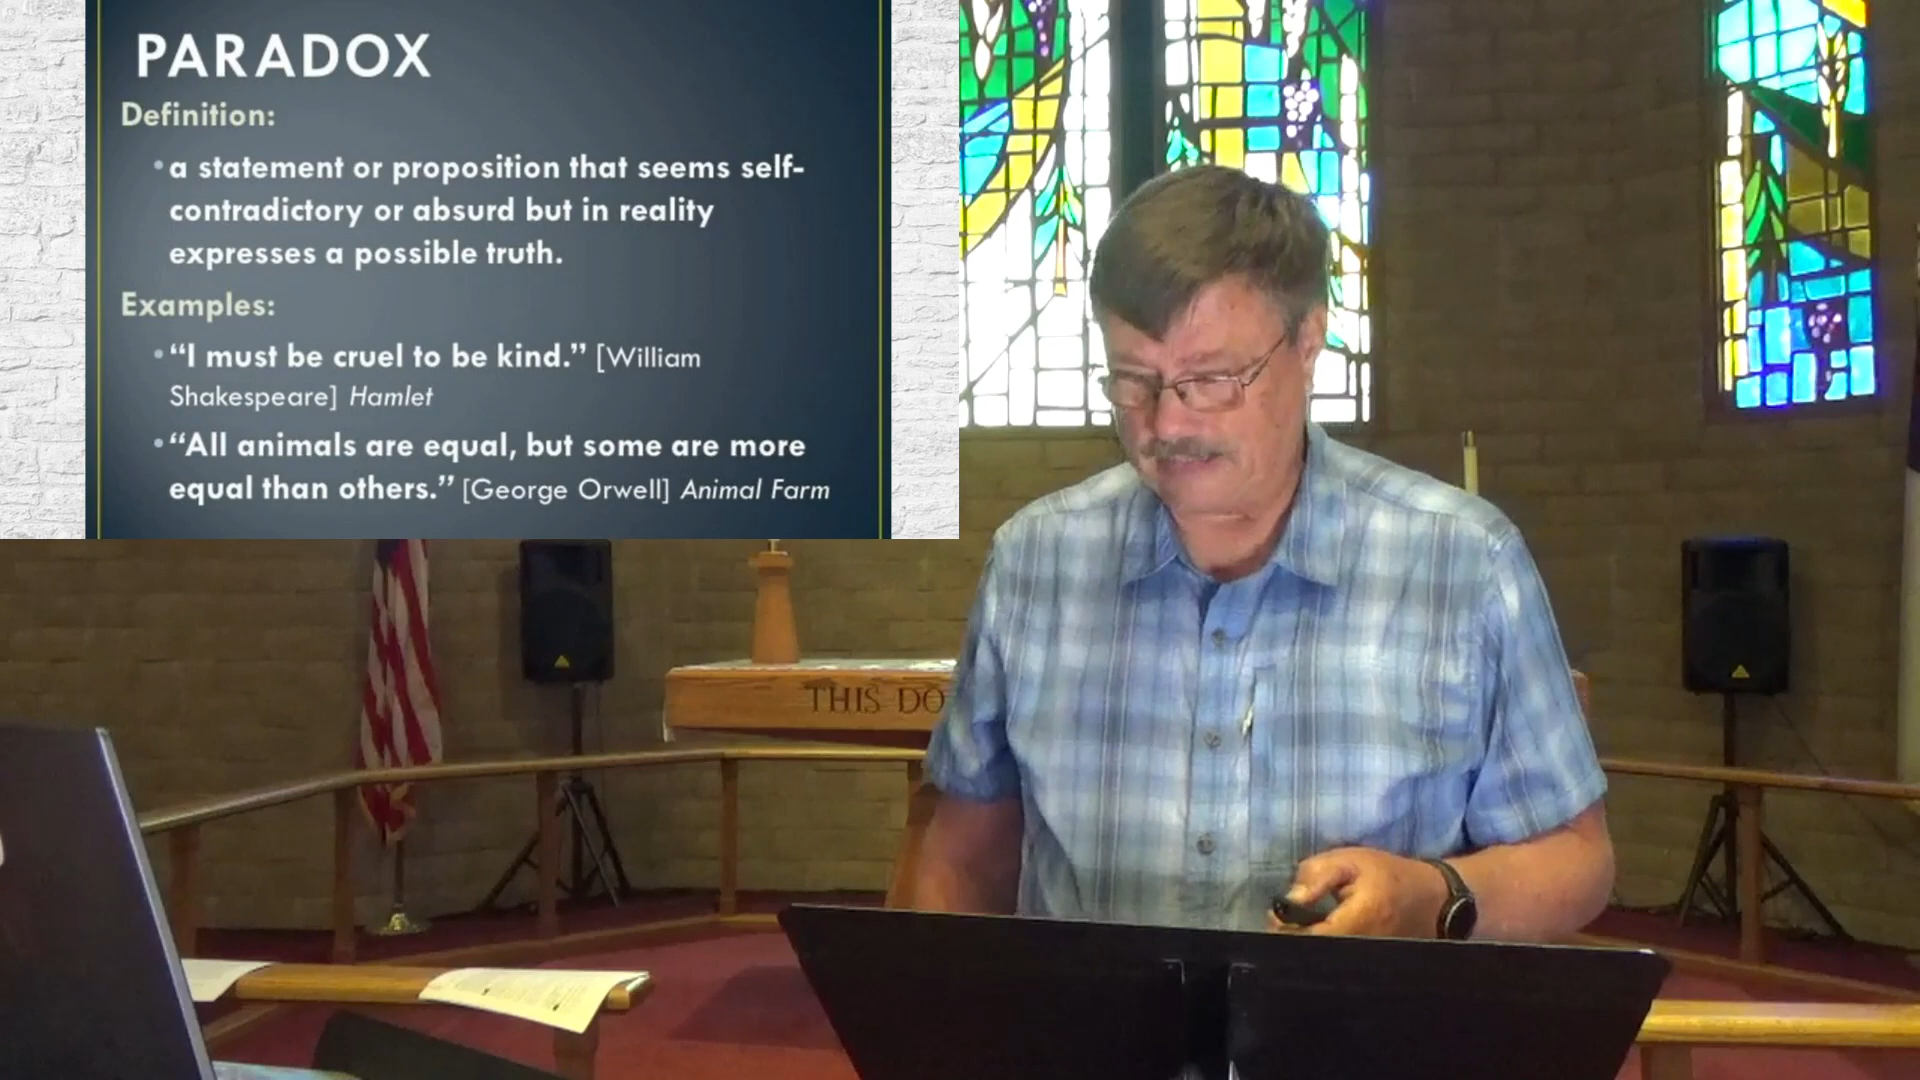 PARADOX
Definition:
• a statement or proposition that seems self-
contradictory or absurd but in reality
expresses a possible truth.
Examples:
• “I must be cruel to be kind.” [William
Shakespeare] Hamlet
• “All animals are equal, but some are more
equal than others.” [George Orwell] Animal Farm
THIS DO